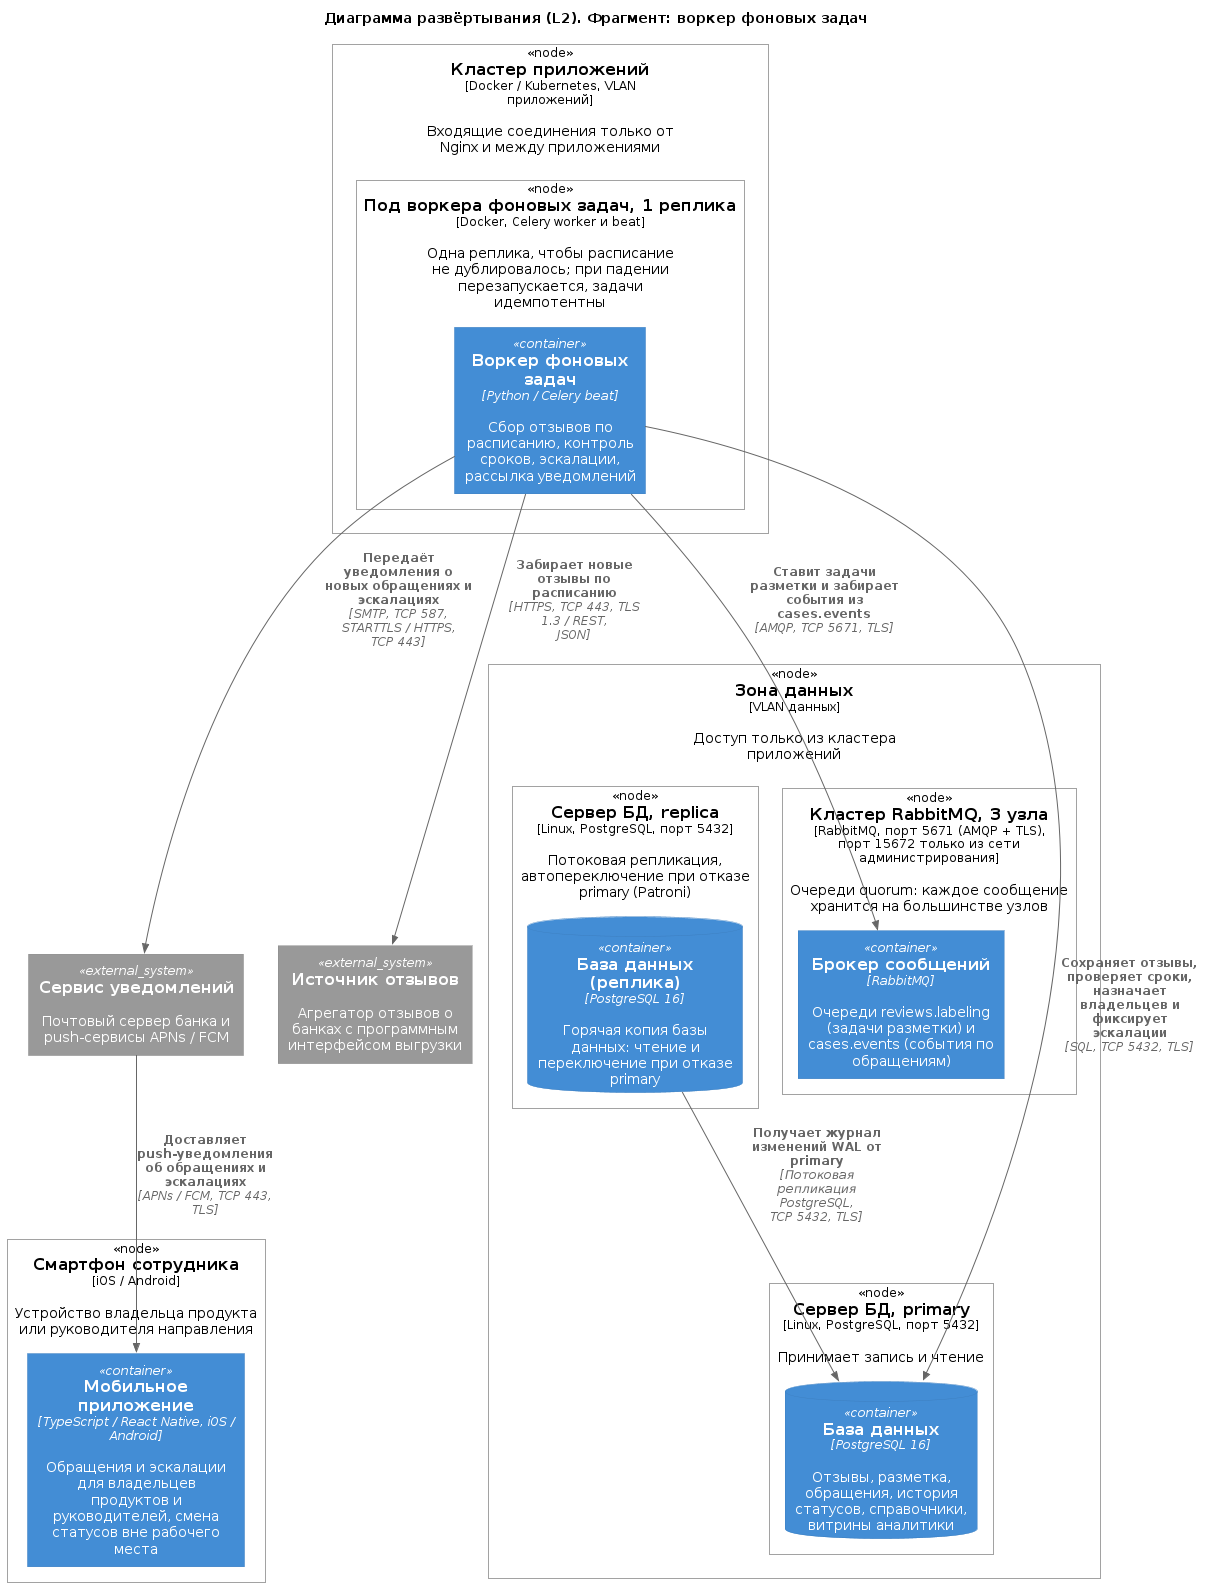 Диаграмма развёртывания (L2). Фрагмент: воркер фоновых задач
«node»
Кластер приложений
[Docker / Kubernetes, VLAN
приложений]
Входящие соединения только от
Nginx и между приложениями
«node»
Под воркера фоновых задач, 1 реплика
[Docker, Celery worker и beat]
Одна реплика, чтобы расписание
не дублировалось; при падении
перезапускается, задачи
идемпотентны
«container»
Воркер фоновых
задач
[Python / Celery beat]
Сбор отзывов по
расписанию, контроль
сроков, эскалации,
рассылка уведомлений
Передаёт
уведомления о
новых обращениях и
эскалациях
[SMTP, TCP 587,
STARTTLS / HTTPS,
TCP 443]
Забирает новые
отзывы по
расписанию
[HTTPS, TCP 443, TLS
1.3 / REST,
JSON]
Ставит задачи
разметки и забирает
события из
cases.events
[AMQP, TCP 5671, TLS]
«node»
Зона данных
[VLAN данных]
Доступ только из кластера
приложений
«node»
Сервер БД, replica
[Linux, PostgreSQL, порт 5432]
Потоковая репликация,
автопереключение при отказе
primary (Patroni)
«container»
База данных
(реплика)
[PostgreSQL 16]
Горячая копия базы
данных: чтение и
переключение при отказе
primary
«node»
Кластер RabbitMQ, 3 узла
[RabbitMQ, порт 5671 (AMQP + TLS),
порт 15672 только из сети
администрирования]
Очереди quorum: каждое сообщение
хранится на большинстве узлов
«container»
Брокер сообщений
[RabbitMQ]
Очереди reviews.labeling
(задачи разметки) и
cases.events (события по
обращениям)
Сохраняет отзывы,
проверяет сроки,
назначает
владельцев и
фиксирует
эскалации
[SQL, TCP 5432, TLS]
«external_system»
Сервис уведомлений
Почтовый сервер банка и
push-сервисы APNs / FCM
«external_system»
Источник отзывов
Агрегатор отзывов о
банках с программным
интерфейсом выгрузки
Доставляет
push-уведомления
об обращениях и
эскалациях
[APNs / FCM, TCP 443,
TLS]
Получает журнал
изменений WAL от
primary
[Потоковая
репликация
PostgreSQL,
TCP 5432, TLS]
«node»
Смартфон сотрудника
[iOS / Android]
Устройство владельца продукта
или руководителя направления
«container»
Мобильное
приложение
[TypeScript / React Native, iOS /
Android]
Обращения и эскалации
для владельцев
продуктов и
руководителей, смена
статусов вне рабочего
места
«node»
Сервер БД, primary
[Linux, PostgreSQL, порт 5432]
Принимает запись и чтение
«container»
База данных
[PostgreSQL 16]
Отзывы, разметка,
обращения, история
статусов, справочники,
витрины аналитики